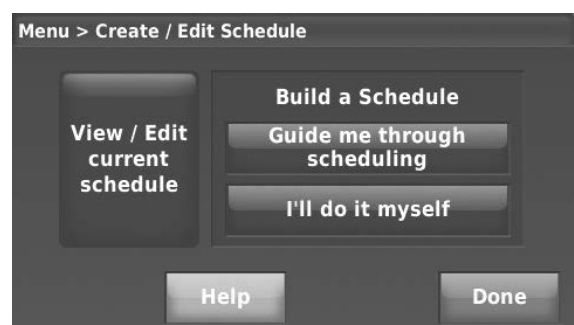 Menu > Create / Edit Schedule
View / Edit
current
schedule
Build a Schedule
Guide me through
scheduling
I'll do it myself
Help
Done